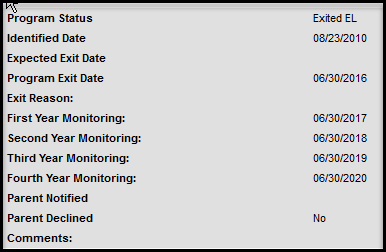 Program Status Exited EL
Identified Date 08/23/2010
Expected Exit Date
Program Exit Date 06/30/2016
Exit Reason:
First Year Monitoring: 06/30/2017
Second Year Monitoring: 06/30/2018
Third Year Monitoring: 06/30/2019
Fourth Year Monitoring: 06/30/2020
Parent Notified
Parent Declined No
Comments: